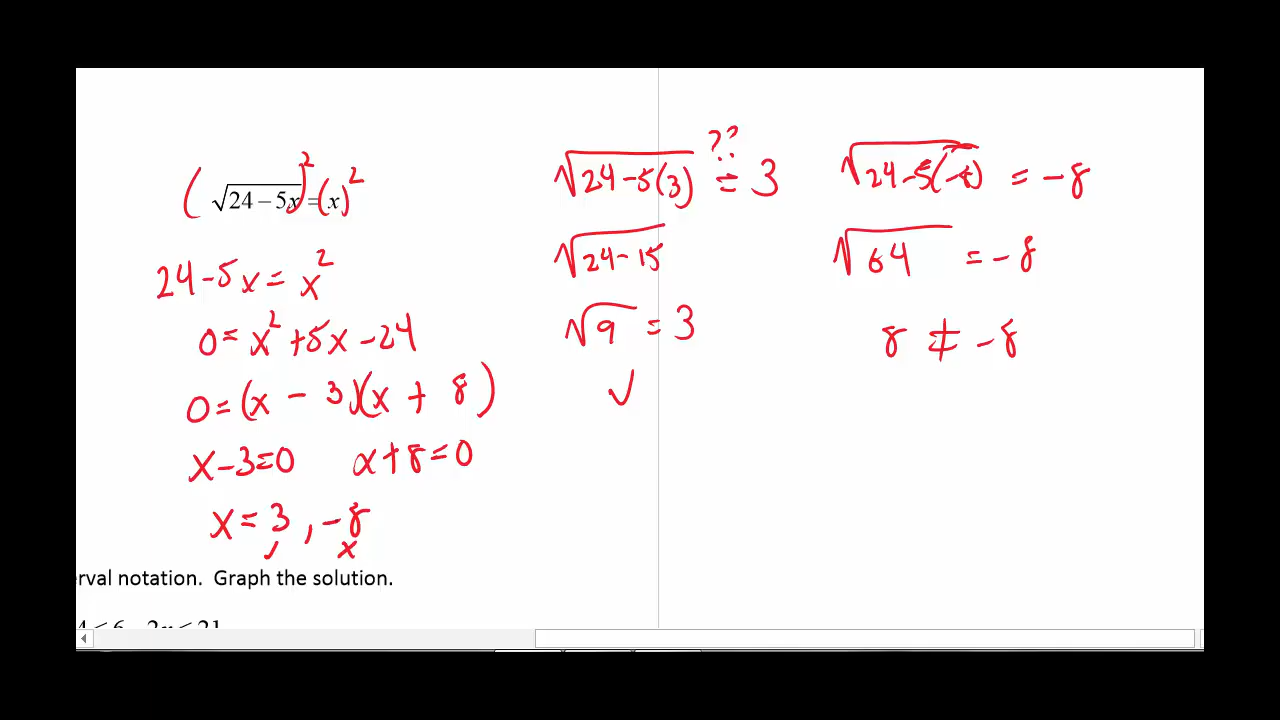 (√24 – 5x)² = (x)²
24 - 5x = x²
0 = x² + 5x - 24
0 = (x - 3)(x + 8)
x - 3 = 0   x + 8 = 0
x = 3 , -8
✓ x
√24 - 5(3) ?? = 3
√24 - 15
√9 = 3
✓
√24 - 5(-8) = -8
√64 = -8
8 ≠ -8
erval notation.  Graph the solution.